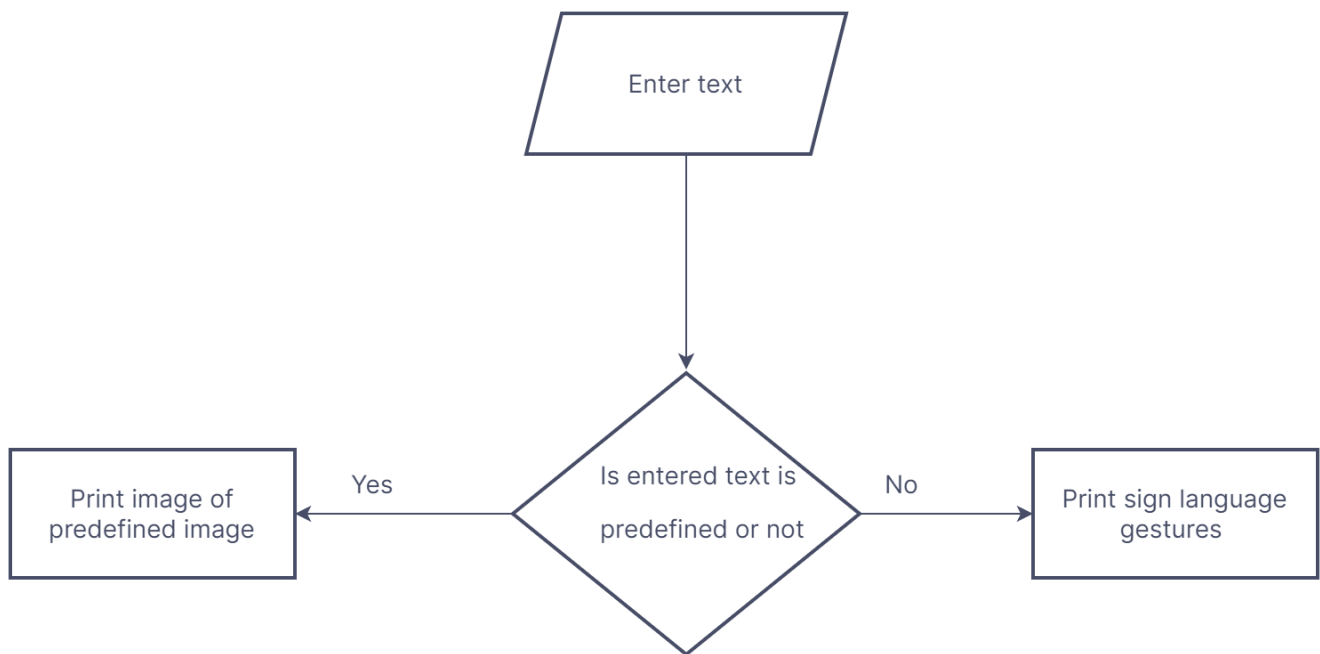 Enter text
Is entered text is
predefined or not
Yes
No
Print image of
predefined image
Print sign language
gestures